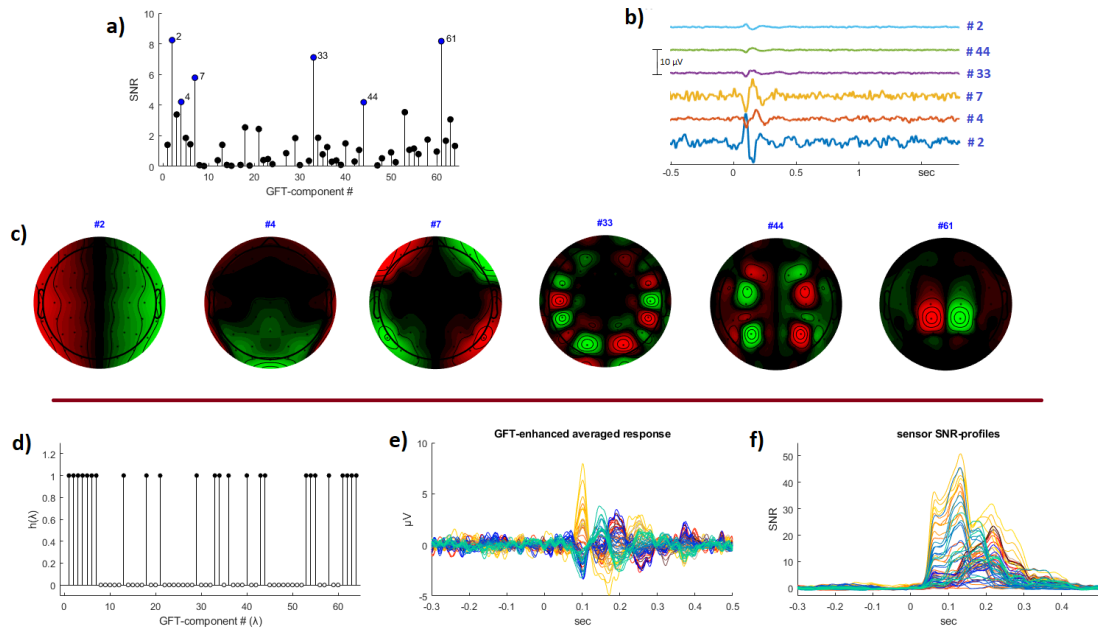 a)
10
8
6
4
2
0
SNR
2
4
7
33
44
61
0 10 20 30 40 50 60
GFT-component #
b)
10 µV
# 2
# 44
# 33
# 7
# 4
# 2
-0.5 0 0.5 1 sec
c)
#2 #4 #7 #33 #44 #61
d)
1.2
1
0.8
0.6
0.4
0.2
0
h(λ)
0 10 20 30 40 50 60
GFT-component # (λ)
e)
GFT-enhanced averaged response
10
5
0
-5
µV
-0.3 -0.2 -0.1 0 0.1 0.2 0.3 0.4 0.5
sec
f)
sensor SNR-profiles
50
40
30
20
10
0
SNR
-0.3 -0.2 -0.1 0 0.1 0.2 0.3 0.4 0.5
sec